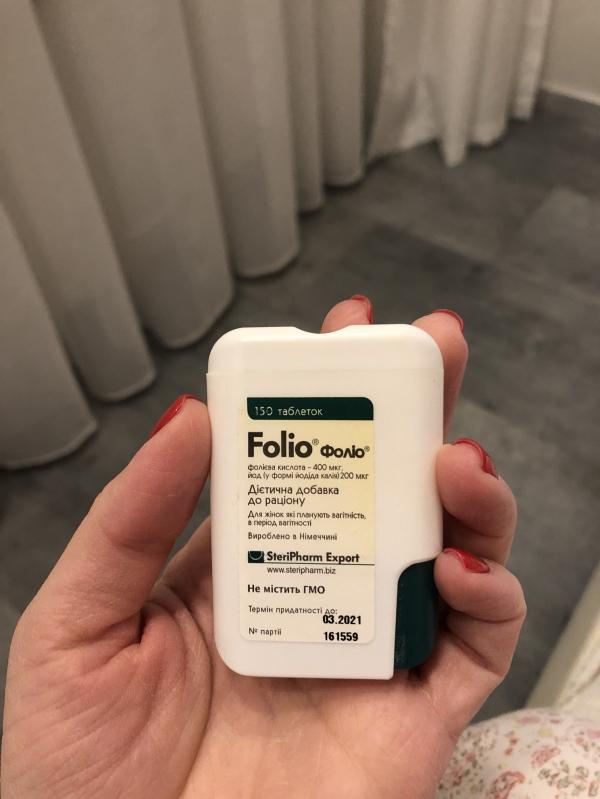 150 таблеток
Folio® Фоліо®
фолієва кислота - 400 мкг,
йод (у формі йодіда калія) 200 мкг
Дієтична добавка
до раціону
Для жінок які планують вагітність,
в період вагітності
Вироблено в Німеччині
SteriPharm Export
www.steripharm.biz
Не містить ГМО
Термін придатності до:
03.2021
№ партії 161559